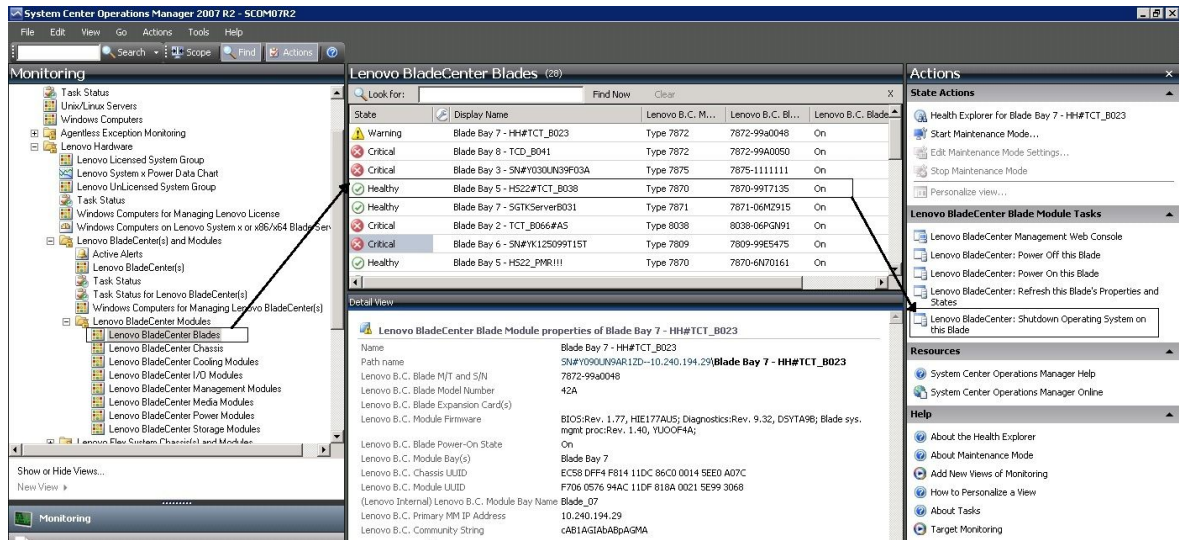 System Center Operations Manager 2007 R2 - SCOM07R2
File Edit View Go Actions Tools Help
Search Scope Find Actions
Monitoring
Task Status
Unix/Linux Servers
Windows Computers
Agentless Exception Monitoring
Lenovo Hardware
Lenovo Licensed System Group
Lenovo System x Power Data Chart
Lenovo UnLicensed System Group
Task Status
Windows Computers for Managing Lenovo License
Windows Computers on Lenovo System x or x86/x64 Blade Serv
Lenovo BladeCenter(s) and Modules
Active Alerts
Lenovo BladeCenter(s)
Task Status
Task Status for Lenovo BladeCenter(s)
Windows Computers for Managing Lenovo BladeCenter(s)
Lenovo BladeCenter Modules
Lenovo BladeCenter Blades
Lenovo BladeCenter Chassis
Lenovo BladeCenter Cooling Modules
Lenovo BladeCenter I/O Modules
Lenovo BladeCenter Management Modules
Lenovo BladeCenter Media Modules
Lenovo BladeCenter Power Modules
Lenovo BladeCenter Storage Modules
Lenovo Flex System Chassis(s) and Modules
Show or Hide Views...
New View
Monitoring
Lenovo BladeCenter Blades (20)
Look for: Find Now Clear X
State Display Name Lenovo B.C. M... Lenovo B.C. Bl... Lenovo B.C. Blade
Warning Blade Bay 7 - HH#TCT_B023 Type 7872 7872-99a0048 On
Critical Blade Bay 8 - TCD_B041 Type 7872 7872-99A0050 On
Critical Blade Bay 3 - SN#Y030UN39F03A Type 7875 7875-1111111 On
Healthy Blade Bay 5 - HS22#TCT_B038 Type 7870 7870-99T7135 On
Healthy Blade Bay 7 - SGTKServerB031 Type 7871 7871-06MZ915 On
Critical Blade Bay 2 - TCT_B066#AS Type 8038 8038-06PGN91 On
Critical Blade Bay 6 - SN#YK125099T15T Type 7809 7809-99E5475 On
Healthy Blade Bay 5 - HS22_PMR!!! Type 7870 7870-6N70161 On
Detail View
Lenovo BladeCenter Blade Module properties of Blade Bay 7 - HH#TCT_B023
Name Blade Bay 7 - HH#TCT_B023
Path name SN#Y090UN9AR1ZD--10.240.194.29\Blade Bay 7 - HH#TCT_B023
Lenovo B.C. Blade M/T and S/N 7872-99a0048
Lenovo B.C. Blade Model Number 42A
Lenovo B.C. Blade Expansion Card(s)
Lenovo B.C. Module Firmware BIOS:Rev. 1.77, HIE177AUS; Diagnostics:Rev. 9.32, DSYTA9B; Blade sys.
mgmt proc:Rev. 1.40, YUOOF4A;
Lenovo B.C. Blade Power-On State On
Lenovo B.C. Module Bay(s) Blade Bay 7
Lenovo B.C. Chassis UUID EC58 DFF4 F814 11DC 86C0 0014 5EE0 A07C
Lenovo B.C. Module UUID F706 0576 94AC 11DF 818A 0021 5E99 3068
(Lenovo Internal) Lenovo B.C. Module Bay Name Blade_07
Lenovo B.C. Primary MM IP Address 10.240.194.29
Lenovo B.C. Community String cAB1AGIAbABpAGMA
Actions x
State Actions
Health Explorer for Blade Bay 7 - HH#TCT_B023
Start Maintenance Mode...
Edit Maintenance Mode Settings...
Stop Maintenance Mode
Personalize view...
Lenovo BladeCenter Blade Module Tasks
Lenovo BladeCenter Management Web Console
Lenovo BladeCenter: Power Off this Blade
Lenovo BladeCenter: Power On this Blade
Lenovo BladeCenter: Refresh this Blade's Properties and
States
Lenovo BladeCenter: Shutdown Operating System on
this Blade
Resources
System Center Operations Manager Help
System Center Operations Manager Online
Help
About the Health Explorer
About Maintenance Mode
Add New Views of Monitoring
How to Personalize a View
About Tasks
Target Monitoring